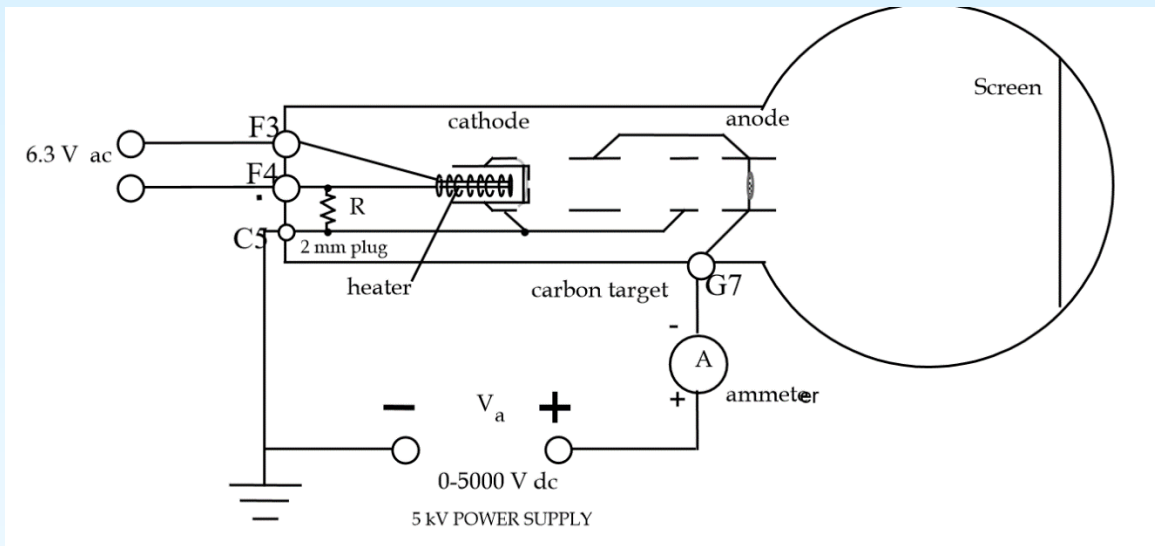 Screen
cathode
anode
F3
6.3 V ac
F4
R
C5
2 mm plug
heater
carbon target
G7
-
A
ammeter
+
− V a +
0-5000 V dc
5 kV POWER SUPPLY